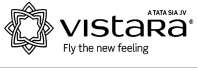 A TATA SIA JV
VISTARA®
Fly the new feeling